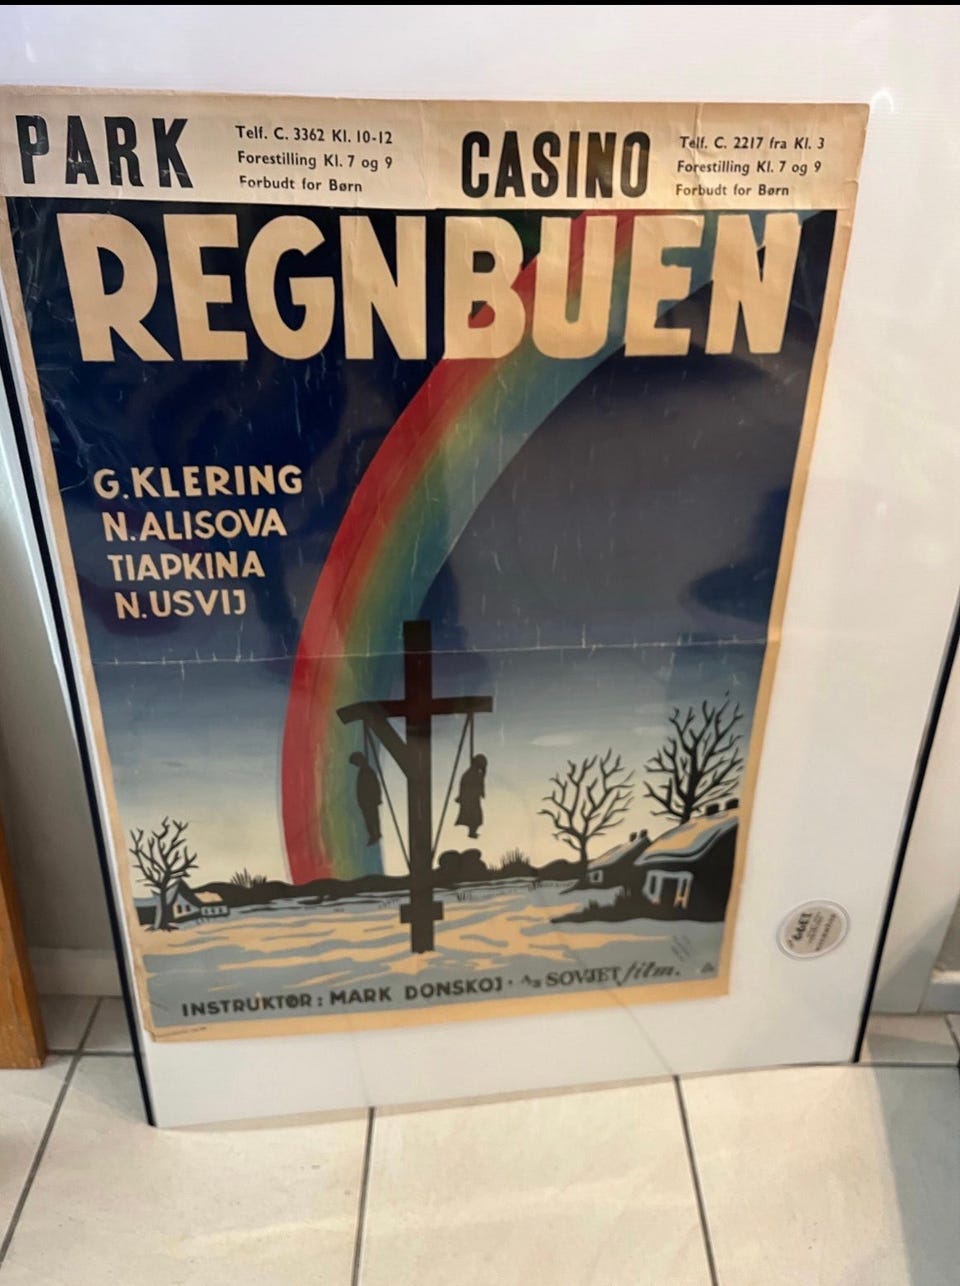 PARK
Telf. C. 3362 Kl. 10-12
Forestilling Kl. 7 og 9
Forbudt for Børn
CASINO
Telf. C. 2217 fra Kl. 3
Forestilling Kl. 7 og 9
Forbudt for Børn
REGNBUEN
G.KLERING
N.ALISOVA
TIAPKINA
N.USVIJ
INSTRUKTØR: MARK DONSKOJ · A/S SOVJET film.